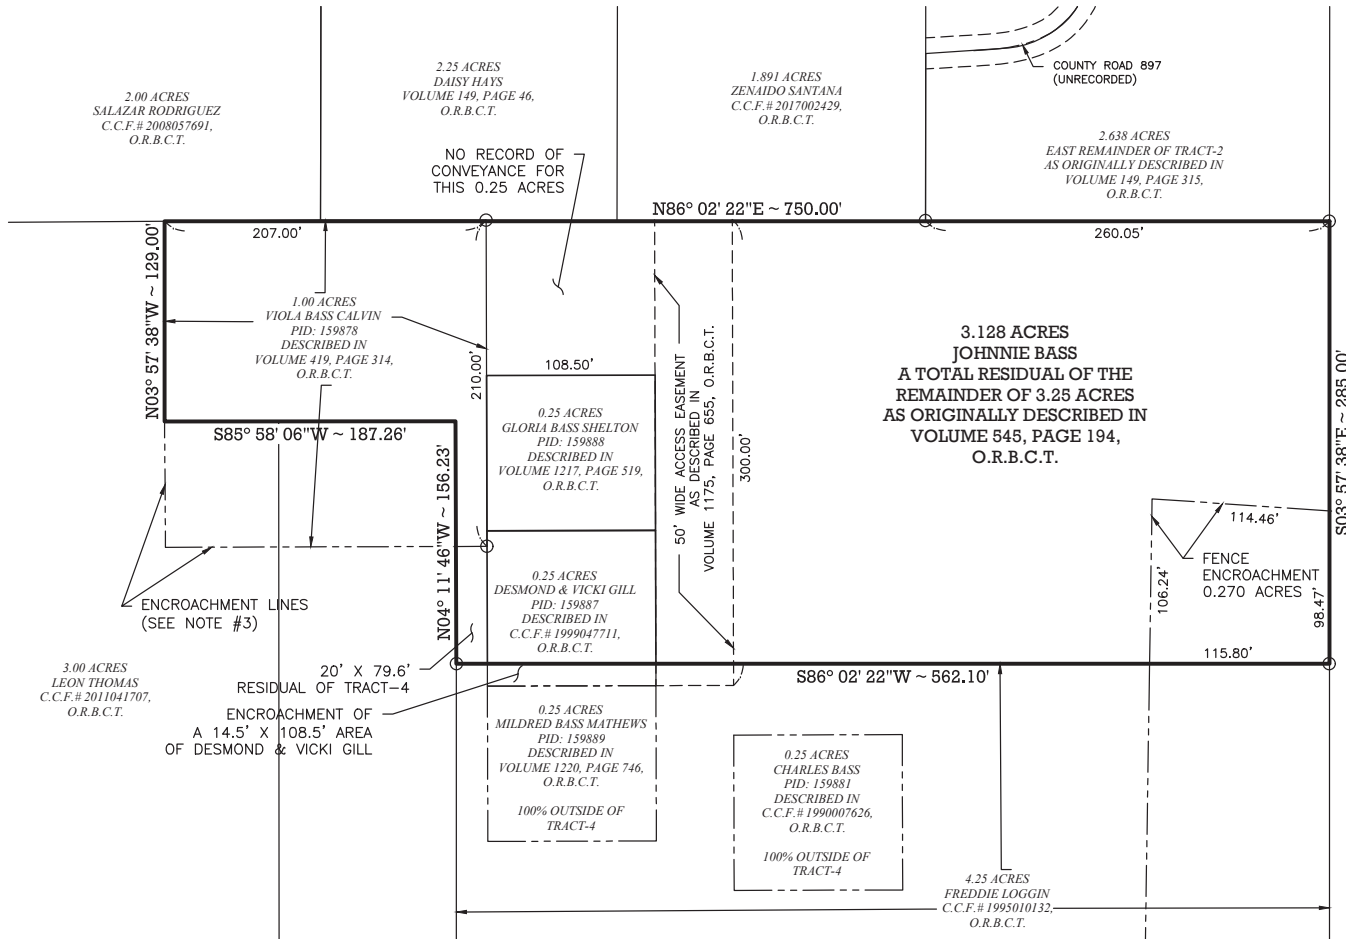 2.00 ACRES
SALAZAR RODRIGUEZ
C.C.F.# 2008057691,
O.R.B.C.T.
2.25 ACRES
DAISY HAYS
VOLUME 149, PAGE 46,
O.R.B.C.T.
1.891 ACRES
ZENAIDO SANTANA
C.C.F.# 2017002429,
O.R.B.C.T.
COUNTY ROAD 897
(UNRECORDED)
2.638 ACRES
EAST REMAINDER OF TRACT-2
AS ORIGINALLY DESCRIBED IN
VOLUME 149, PAGE 315,
O.R.B.C.T.
NO RECORD OF
CONVEYANCE FOR
THIS 0.25 ACRES
N86° 02' 22"E ~ 750.00'
207.00'
260.05'
N03° 57' 38"W ~ 129.00'
1.00 ACRES
VIOLA BASS CALVIN
PID: 159878
DESCRIBED IN
VOLUME 419, PAGE 314,
O.R.B.C.T.
210.00'
108.50'
50' WIDE ACCESS EASEMENT
AS DESCRIBED IN
VOLUME 1175, PAGE 655, O.R.B.C.T.
300.00'
3.128 ACRES
JOHNNIE BASS
A TOTAL RESIDUAL OF THE
REMAINDER OF 3.25 ACRES
AS ORIGINALLY DESCRIBED IN
VOLUME 545, PAGE 194,
O.R.B.C.T.
S03° 57' 38"E ~ 285.00'
S85° 58' 06"W ~ 187.26'
0.25 ACRES
GLORIA BASS SHELTON
PID: 159888
DESCRIBED IN
VOLUME 1217, PAGE 519,
O.R.B.C.T.
N04° 11' 46"W ~ 156.23'
114.46'
106.24'
FENCE
ENCROACHMENT
0.270 ACRES
98.47'
ENCROACHMENT LINES
(SEE NOTE #3)
0.25 ACRES
DESMOND & VICKI GILL
PID: 159887
DESCRIBED IN
C.C.F.# 1999047711,
O.R.B.C.T.
115.80'
3.00 ACRES
LEON THOMAS
C.C.F.# 2011041707,
O.R.B.C.T.
20' X 79.6'
RESIDUAL OF TRACT-4
S86° 02' 22"W ~ 562.10'
ENCROACHMENT OF
A 14.5' X 108.5' AREA
OF DESMOND & VICKI GILL
0.25 ACRES
MILDRED BASS MATHEWS
PID: 159889
DESCRIBED IN
VOLUME 1220, PAGE 746,
O.R.B.C.T.
100% OUTSIDE OF
TRACT-4
0.25 ACRES
CHARLES BASS
PID: 159881
DESCRIBED IN
C.C.F.# 1990007626,
O.R.B.C.T.
100% OUTSIDE OF
TRACT-4
4.25 ACRES
FREDDIE LOGGIN
C.C.F.# 1995010132,
O.R.B.C.T.